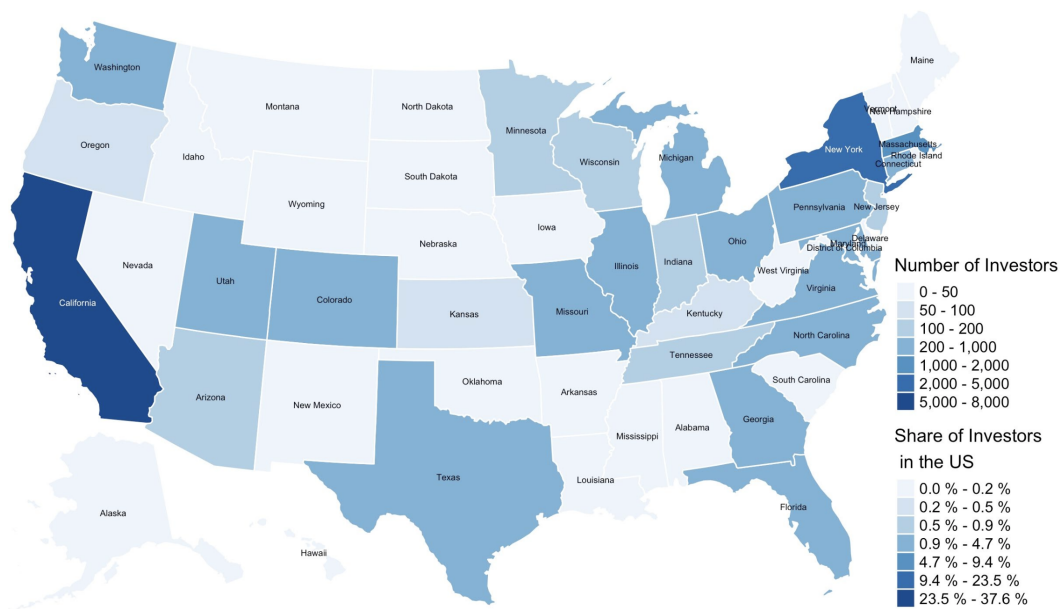 Maine
Washington
Montana
North Dakota
Vermont
New Hampshire
Minnesota
Oregon
Massachusetts
Idaho
Wisconsin
Michigan
New York
Rhode Island
Connecticut
South Dakota
Wyoming
Pennsylvania
New Jersey
Iowa
Nebraska
Delaware
Maryland
District of Colombia
Ohio
Nevada
Utah
Illinois
Indiana
West Virginia
Virginia
California
Colorado
Kansas
Missouri
Kentucky
North Carolina
Tennessee
South Carolina
Oklahoma
Arkansas
Arizona
New Mexico
Georgia
Mississippi
Alabama
Texas
Louisiana
Florida
Alaska
Hawaii
Number of Investors
0 - 50
50 - 100
100 - 200
200 - 1,000
1,000 - 2,000
2,000 - 5,000
5,000 - 8,000
Share of Investors
in the US
0.0 % - 0.2 %
0.2 % - 0.5 %
0.5 % - 0.9 %
0.9 % - 4.7 %
4.7 % - 9.4 %
9.4 % - 23.5 %
23.5 % - 37.6 %